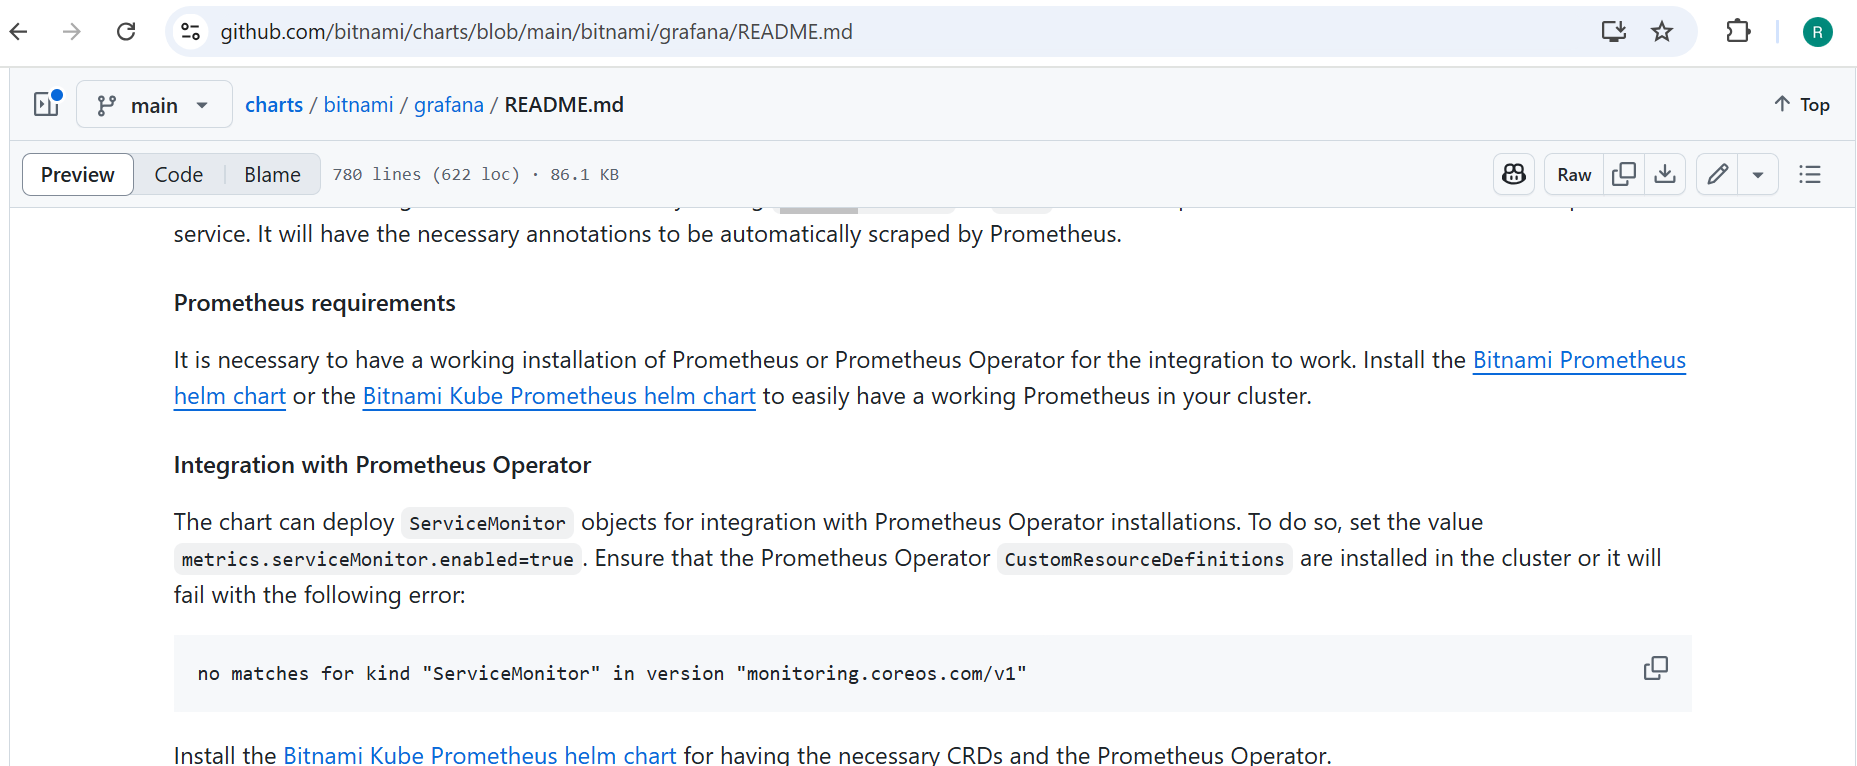 github.com/bitnami/charts/blob/main/bitnami/grafana/README.md
R
main
charts / bitnami / grafana / README.md
Top
Preview Code Blame 780 lines (622 loc) · 86.1 KB
Raw
service. It will have the necessary annotations to be automatically scraped by Prometheus.
Prometheus requirements
It is necessary to have a working installation of Prometheus or Prometheus Operator for the integration to work. Install the Bitnami Prometheus
helm chart or the Bitnami Kube Prometheus helm chart to easily have a working Prometheus in your cluster.
Integration with Prometheus Operator
The chart can deploy ServiceMonitor objects for integration with Prometheus Operator installations. To do so, set the value
metrics.serviceMonitor.enabled=true . Ensure that the Prometheus Operator CustomResourceDefinitions are installed in the cluster or it will
fail with the following error:
no matches for kind "ServiceMonitor" in version "monitoring.coreos.com/v1"
Install the Bitnami Kube Prometheus helm chart for having the necessary CRDs and the Prometheus Operator.